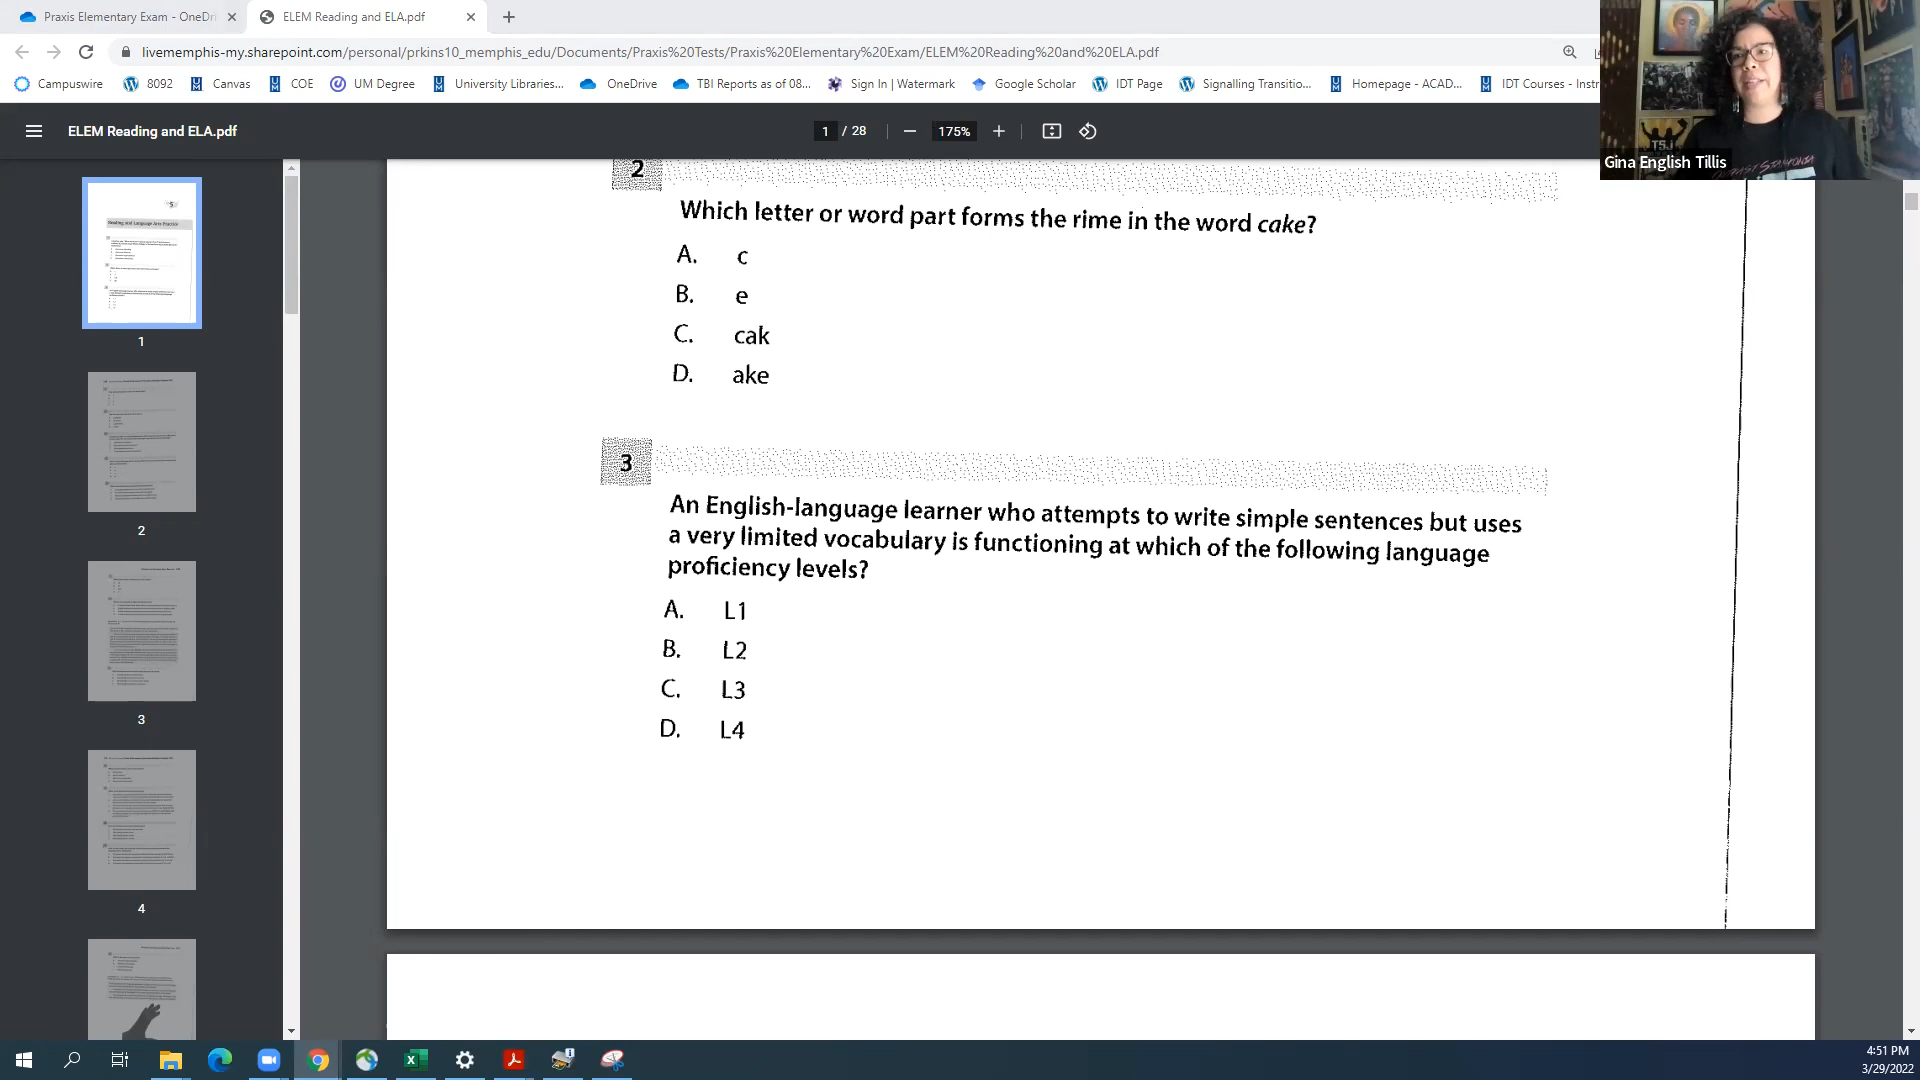 Praxis Elementary Exam - OneDri
ELEM Reading and ELA.pdf
livememphis-my.sharepoint.com/personal/prkins10_memphis_edu/Documents/Praxis%20Tests/Praxis%20Elementary%20Exam/ELEM%20Reading%20and%20ELA.pdf
Campuswire
8092
Canvas
COE
UM Degree
University Libraries...
OneDrive
TBI Reports as of 08...
Sign In | Watermark
Google Scholar
IDT Page
Signalling Transitio...
Homepage - ACAD...
IDT Courses - Instr
ELEM Reading and ELA.pdf
1 / 28
175%
Gina English Tillis
2
Which letter or word part forms the rime in the word cake?
A. c
B. e
C. cak
D. ake
3
An English-language learner who attempts to write simple sentences but uses
a very limited vocabulary is functioning at which of the following language
proficiency levels?
A. L1
B. L2
C. L3
D. L4
1
2
3
4
4:51 PM
3/29/2022